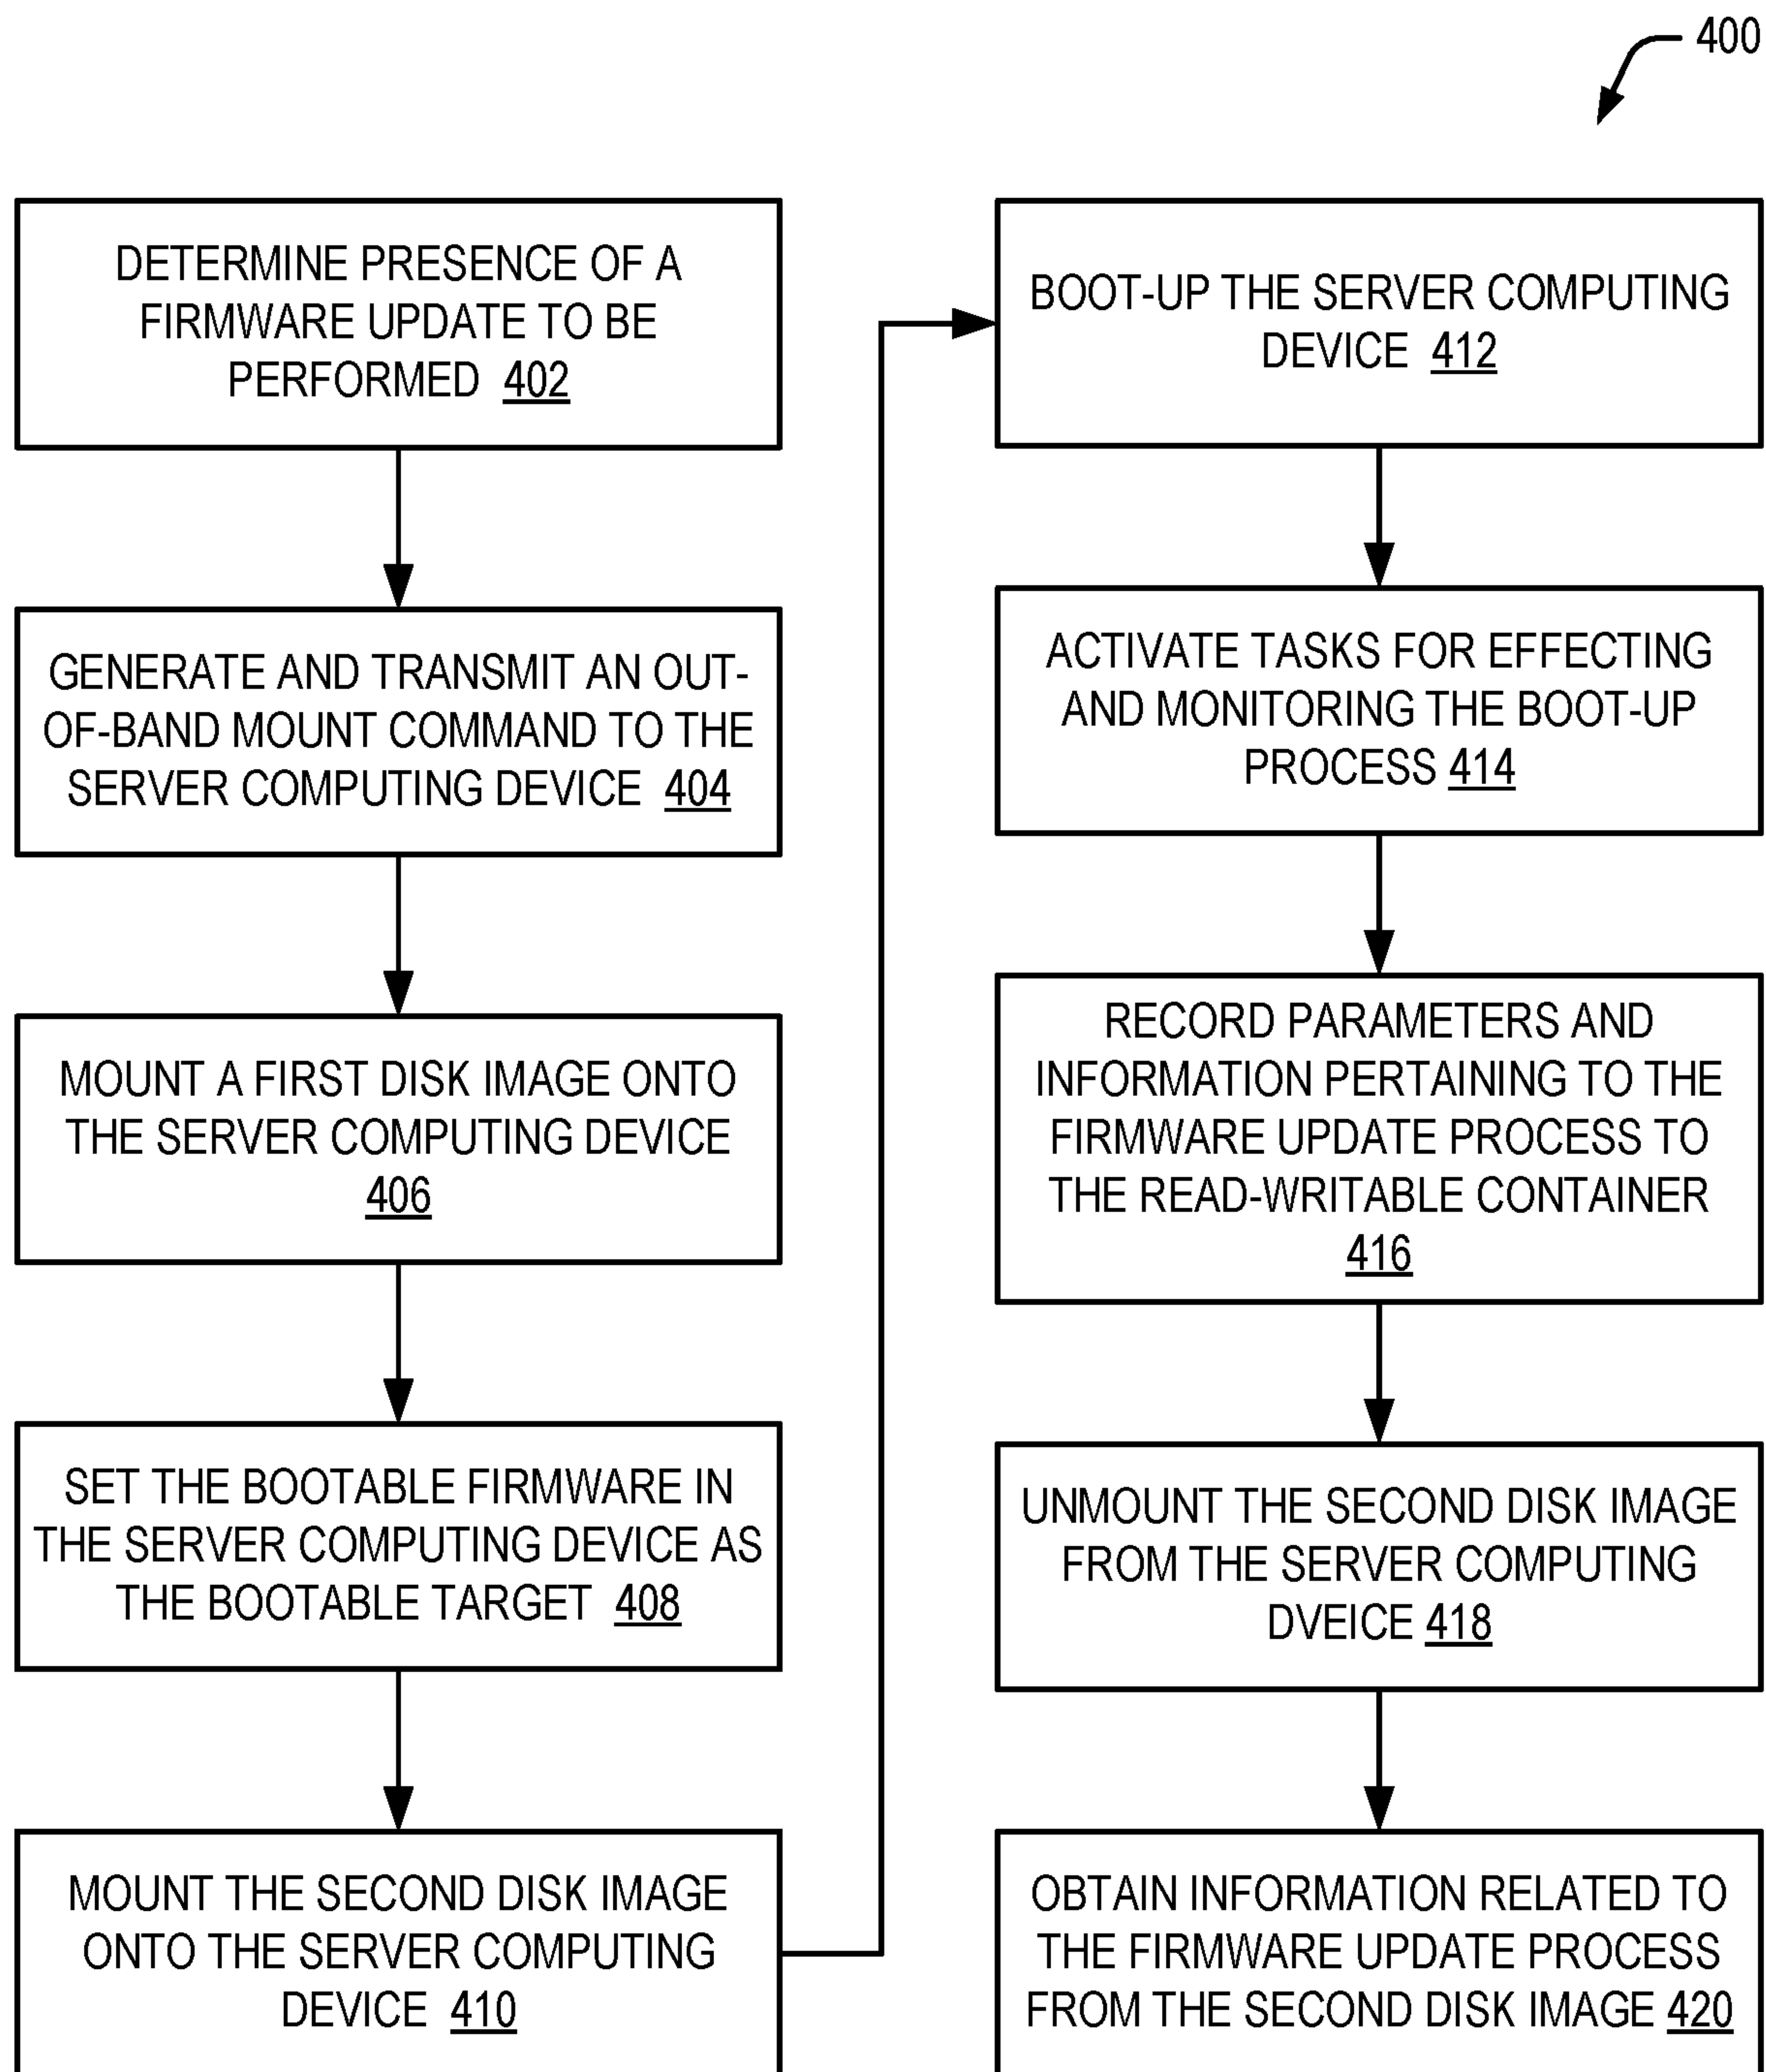 400
DETERMINE PRESENCE OF A
FIRMWARE UPDATE TO BE
PERFORMED 402
GENERATE AND TRANSMIT AN OUT-
OF-BAND MOUNT COMMAND TO THE
SERVER COMPUTING DEVICE 404
MOUNT A FIRST DISK IMAGE ONTO
THE SERVER COMPUTING DEVICE
406
SET THE BOOTABLE FIRMWARE IN
THE SERVER COMPUTING DEVICE AS
THE BOOTABLE TARGET 408
MOUNT THE SECOND DISK IMAGE
ONTO THE SERVER COMPUTING
DEVICE 410
BOOT-UP THE SERVER COMPUTING
DEVICE 412
ACTIVATE TASKS FOR EFFECTING
AND MONITORING THE BOOT-UP
PROCESS 414
RECORD PARAMETERS AND
INFORMATION PERTAINING TO THE
FIRMWARE UPDATE PROCESS TO
THE READ-WRITABLE CONTAINER
416
UNMOUNT THE SECOND DISK IMAGE
FROM THE SERVER COMPUTING
DVEICE 418
OBTAIN INFORMATION RELATED TO
THE FIRMWARE UPDATE PROCESS
FROM THE SECOND DISK IMAGE 420